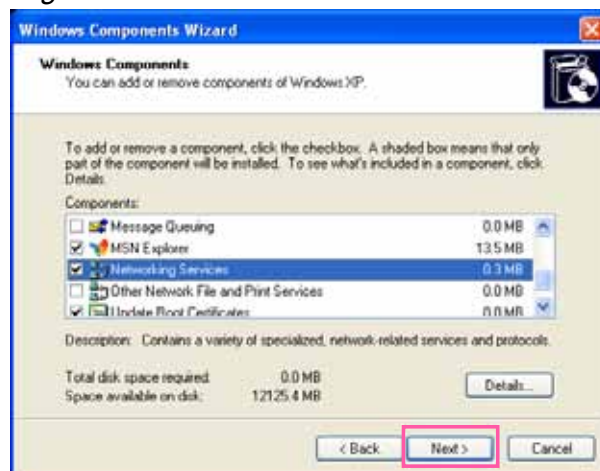 Windows Components Wizard
Windows Components
You can add or remove components of Windows XP.
To add or remove a component, click the checkbox. A shaded box means that only
part of the component will be installed. To see what's included in a component, click
Details.
Components:
Message Queuing 0.0 MB
MSN Explorer 13.5 MB
Networking Services 0.3 MB
Other Network File and Print Services 0.0 MB
Update Root Certificates 0.0 MB
Description: Contains a variety of specialized, network-related services and protocols.
Total disk space required: 0.0 MB
Space available on disk: 12125.4 MB
Details...
< Back Next > Cancel